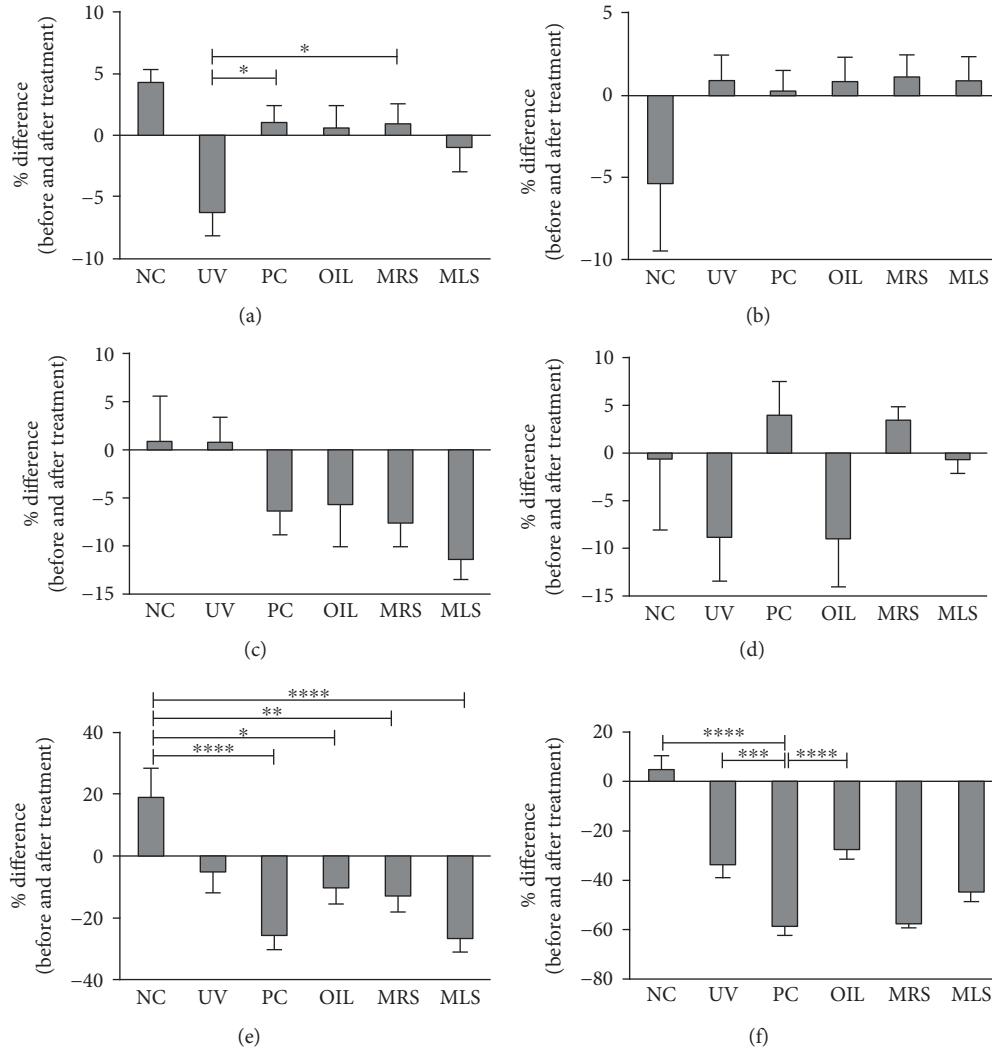 10
5
0
−5
−10
% difference
(before and after treatment)
*
*
NC UV PC OIL MRS MLS
(a)
5
0
−5
−10
% difference
(before and after treatment)
NC UV PC OIL MRS MLS
(b)
10
5
0
−5
−10
−15
% difference
(before and after treatment)
NC UV PC OIL MRS MLS
(c)
10
5
0
−5
−10
−15
% difference
(before and after treatment)
NC UV PC OIL MRS MLS
(d)
40
20
0
−20
−40
% difference
(before and after treatment)
****
**
*
****
NC UV PC OIL MRS MLS
(e)
20
0
−20
−40
−60
−80
% difference
(before and after treatment)
****
*** ****
NC UV PC OIL MRS MLS
(f)